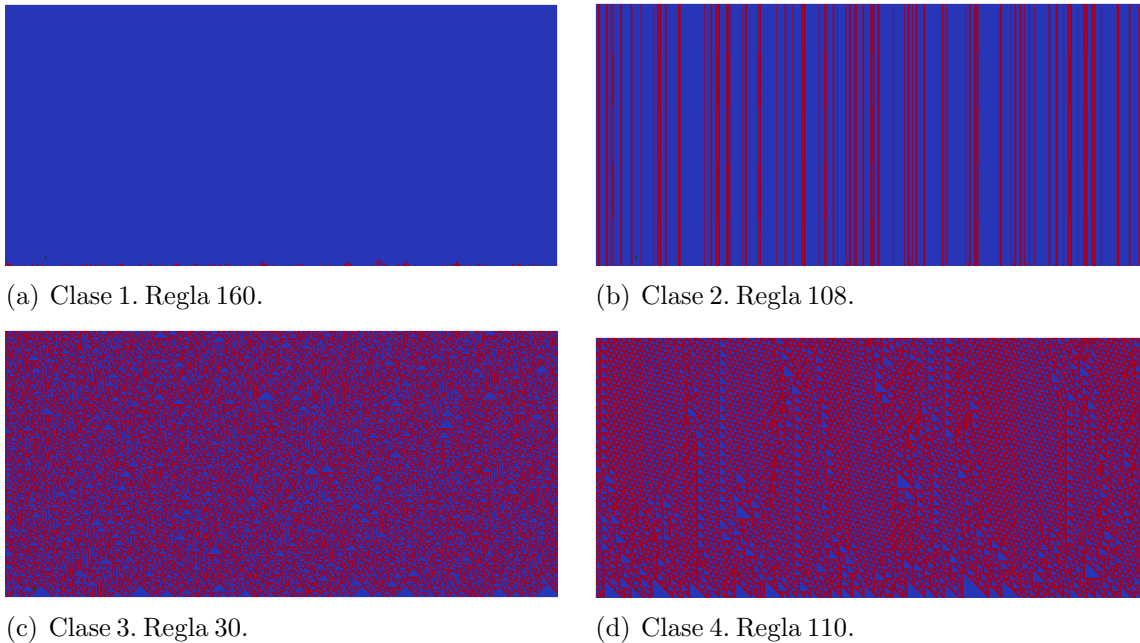 (a) Clase 1. Regla 160.
(b) Clase 2. Regla 108.
(c) Clase 3. Regla 30.
(d) Clase 4. Regla 110.